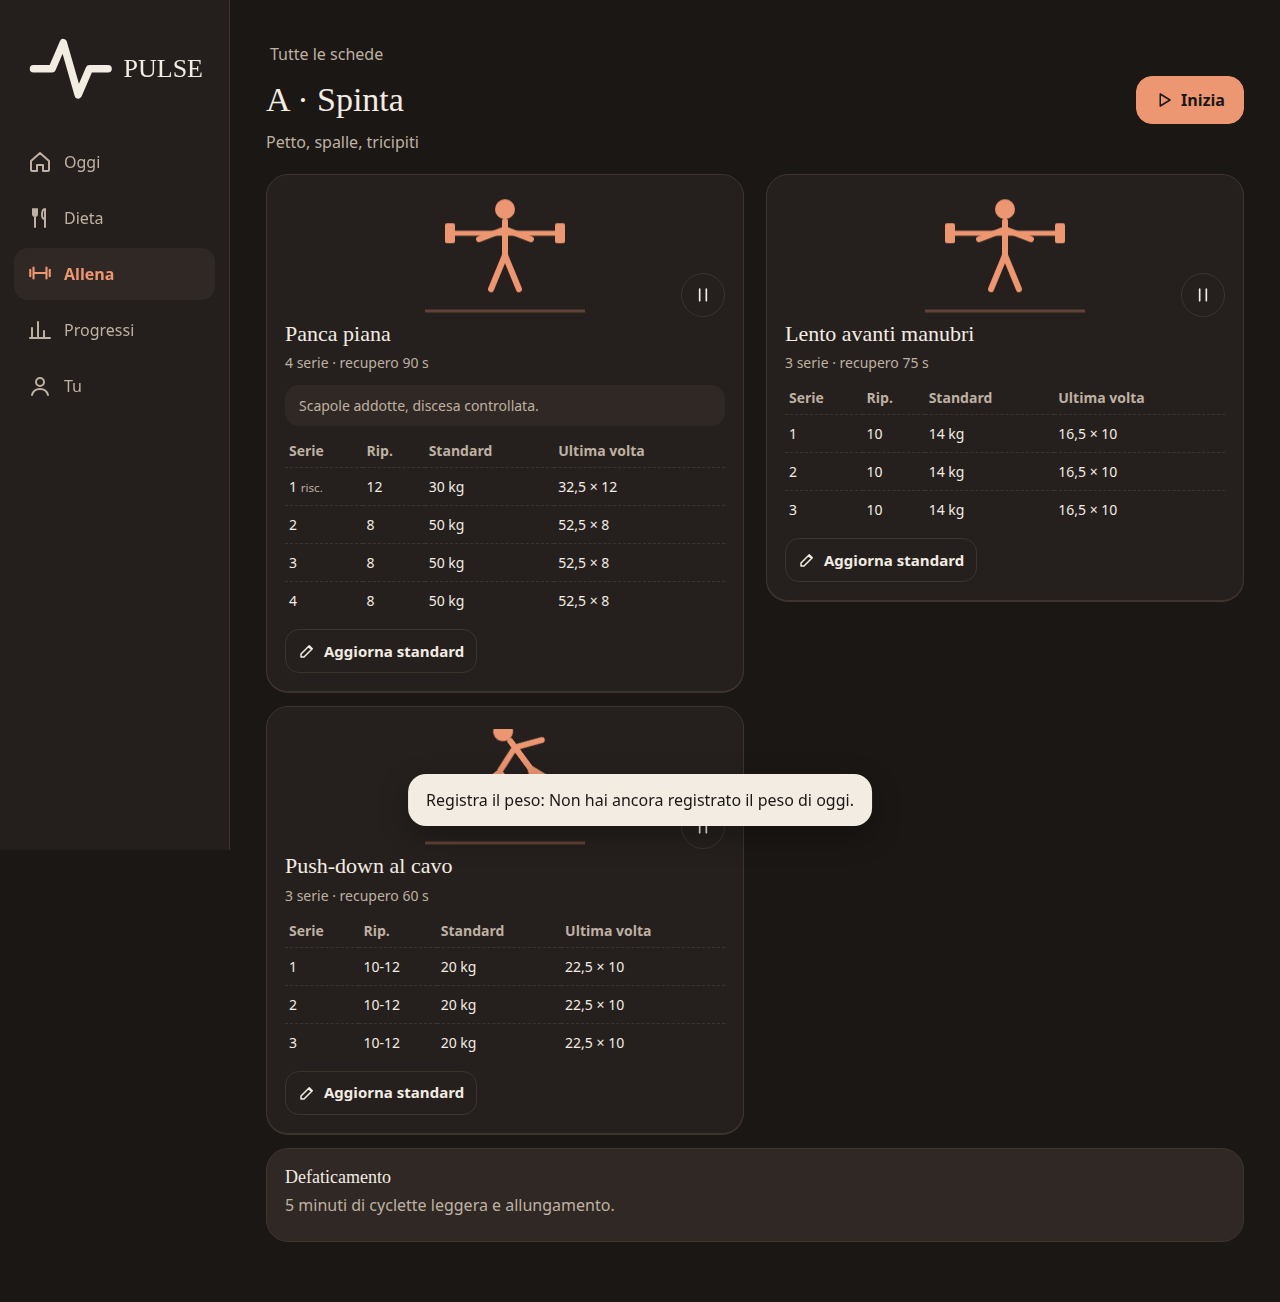 PULSE
Oggi
Dieta
Allena
Progressi
Tu
Tutte le schede
A · Spinta
Petto, spalle, tricipiti
Inizia
Panca piana
4 serie · recupero 90 s
Scapole addotte, discesa controllata.
Serie Rip. Standard Ultima volta
1 risc. 12 30 kg 32,5 × 12
2 8 50 kg 52,5 × 8
3 8 50 kg 52,5 × 8
4 8 50 kg 52,5 × 8
Aggiorna standard
Lento avanti manubri
3 serie · recupero 75 s
Serie Rip. Standard Ultima volta
1 10 14 kg 16,5 × 10
2 10 14 kg 16,5 × 10
3 10 14 kg 16,5 × 10
Aggiorna standard
Registra il peso: Non hai ancora registrato il peso di oggi.
Push-down al cavo
3 serie · recupero 60 s
Serie Rip. Standard Ultima volta
1 10-12 20 kg 22,5 × 10
2 10-12 20 kg 22,5 × 10
3 10-12 20 kg 22,5 × 10
Aggiorna standard
Defaticamento
5 minuti di cyclette leggera e allungamento.